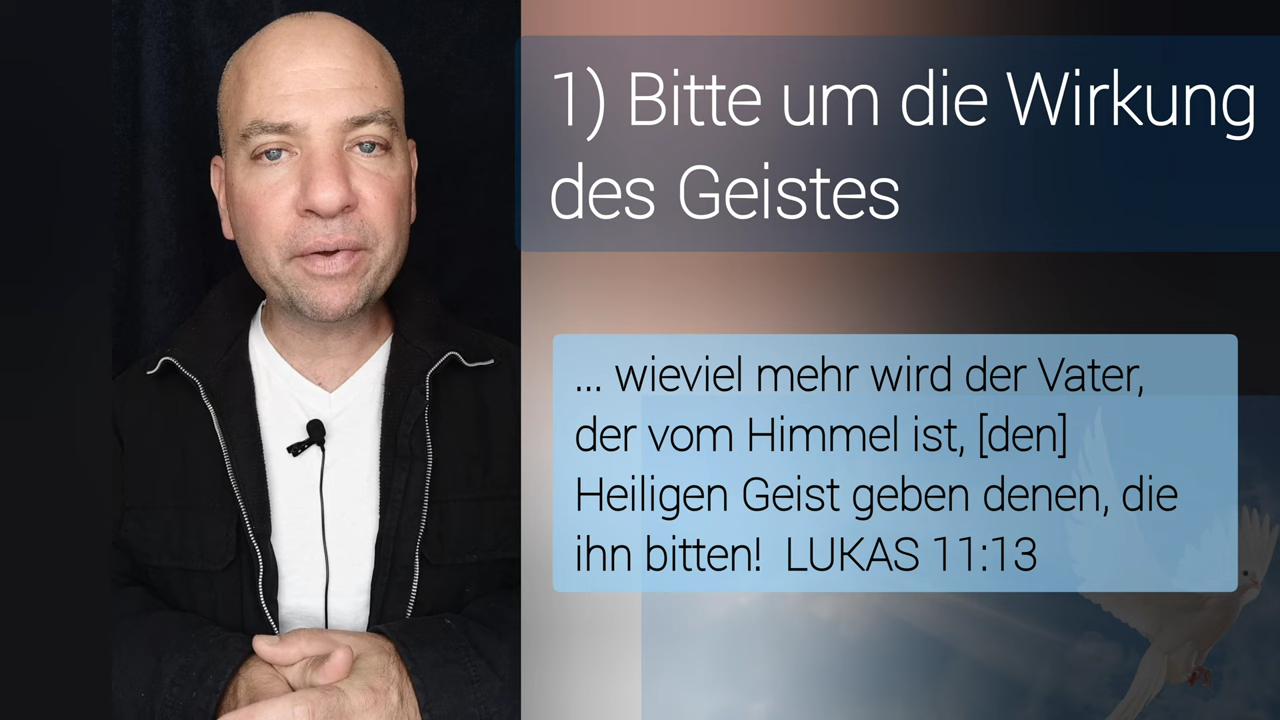 1) Bitte um die Wirkung
des Geistes
... wieviel mehr wird der Vater,
der vom Himmel ist, [den]
Heiligen Geist geben denen, die
ihn bitten!  LUKAS 11:13